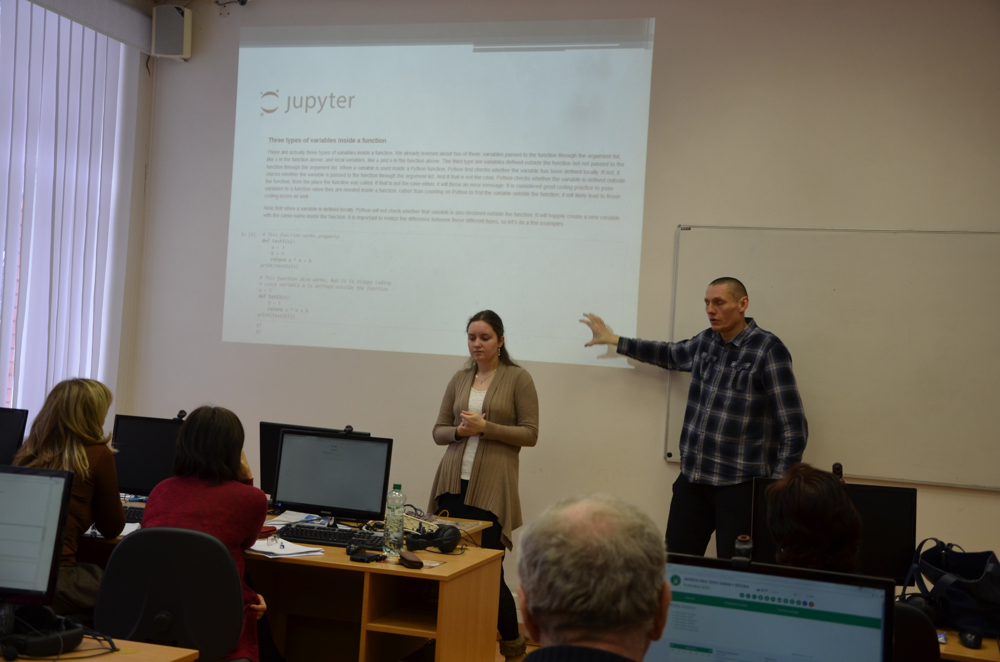 jupyter
Three types of variables inside a function
There are actually three types of variables inside a function. We already learned about two of them: variables passed to the function through the argument list,
like x in the function above, and local variables, like a and b in the function above. The third type are variables defined outside the function but not passed to the
function through the argument list. When a variable is used inside a Python function, Python first checks whether the variable has been defined locally. If not, it
checks whether the variable is passed to the function through the argument list. And if that is not the case, Python checks whether the variable is defined outside
the function, from the place the function was called. If that is not the case either, it will throw an error message. It is considered good coding practice to pass
variables to a function when they are needed inside a function, rather than counting on Python to find the variable outside the function; it will likely lead to fewer
coding errors as well.
Note that when a variable is defined locally, Python will not check whether that variable is also declared outside the function. It will happily create a new variable
with the same name inside the function. It is important to realize the difference between these different types, so let's do a few examples.
In [8]: # This function works properly
def test1(x):
a = 3
b = 5
return a * x + b
print(test1(4))
# This function also works, but it is sloppy coding
# since variable a is defined outside the function
a = 3
def test2(x):
b = 5
return a * x + b
print(test2(4))
17
17
SAMSUNG